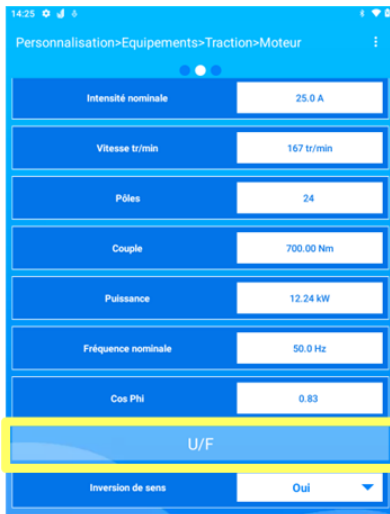 14:25
Personnalisation>Equipements>Traction>Moteur
Intensité nominale 25.0 A
Vitesse tr/min 167 tr/min
Pôles 24
Couple 700.00 Nm
Puissance 12.24 kW
Fréquence nominale 50.0 Hz
Cos Phi 0.83
U/F
Inversion de sens Oui